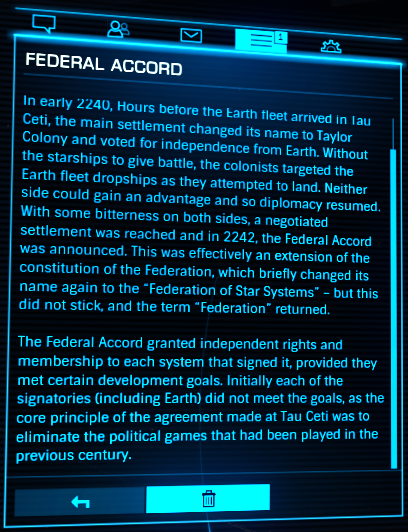 1
FEDERAL ACCORD
In early 2240, Hours before the Earth fleet arrived in Tau
Ceti, the main settlement changed its name to Taylor
Colony and voted for independence from Earth. Without
the starships to give battle, the colonists targeted the
Earth fleet dropships as they attempted to land. Neither
side could gain an advantage and so diplomacy resumed.
With some bitterness on both sides, a negotiated
settlement was reached and in 2242, the Federal Accord
was announced. This was effectively an extension of the
constitution of the Federation, which briefly changed its
name again to the “Federation of Star Systems” – but this
did not stick, and the term “Federation” returned.
The Federal Accord granted independent rights and
membership to each system that signed it, provided they
met certain development goals. Initially each of the
signatories (including Earth) did not meet the goals, as the
core principle of the agreement made at Tau Ceti was to
eliminate the political games that had been played in the
previous century.